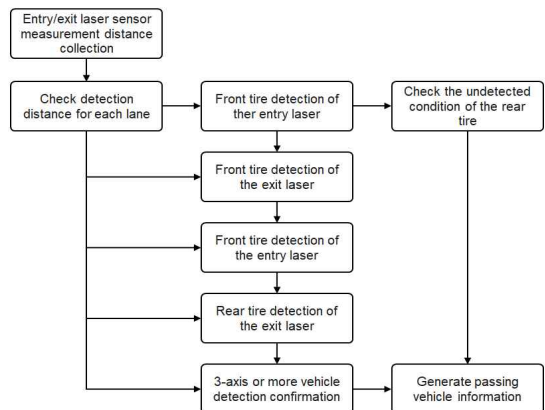 Entry/exit laser sensor
measurement distance
collection
Check detection
distance for each lane
Front tire detection of
ther entry laser
Check the undetected
condition of the rear
tire
Front tire detection of
the exit laser
Front tire detection of
the entry laser
Rear tire detection of
the exit laser
3-axis or more vehicle
detection confirmation
Generate passing
vehicle information